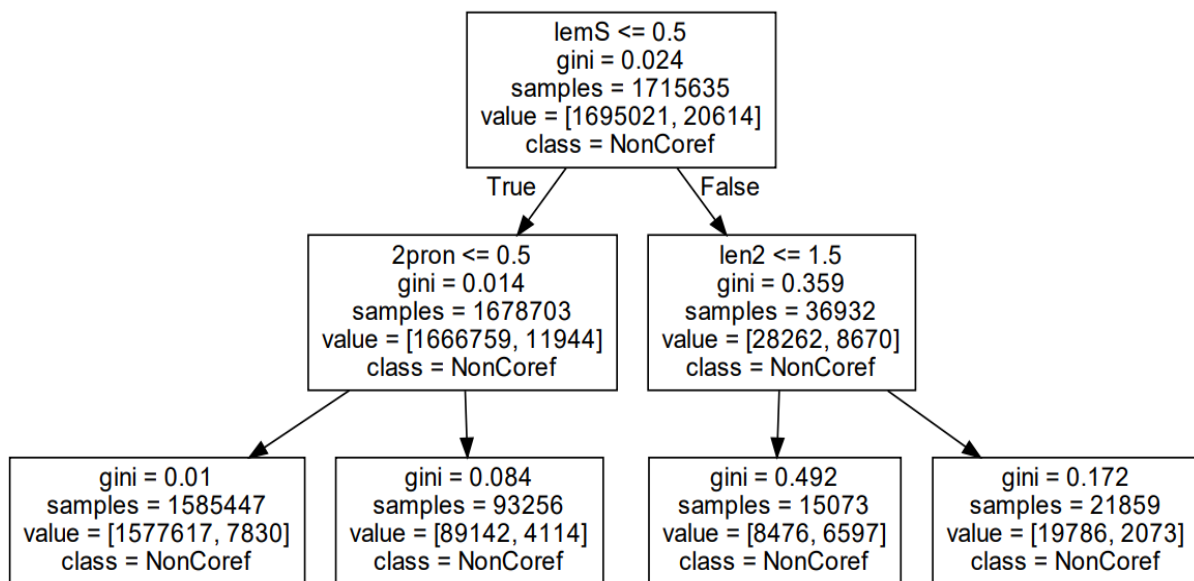 lemS <= 0.5
gini = 0.024
samples = 1715635
value = [1695021, 20614]
class = NonCoref
True
False
2pron <= 0.5
gini = 0.014
samples = 1678703
value = [1666759, 11944]
class = NonCoref
len2 <= 1.5
gini = 0.359
samples = 36932
value = [28262, 8670]
class = NonCoref
gini = 0.01
samples = 1585447
value = [1577617, 7830]
class = NonCoref
gini = 0.084
samples = 93256
value = [89142, 4114]
class = NonCoref
gini = 0.492
samples = 15073
value = [8476, 6597]
class = NonCoref
gini = 0.172
samples = 21859
value = [19786, 2073]
class = NonCoref